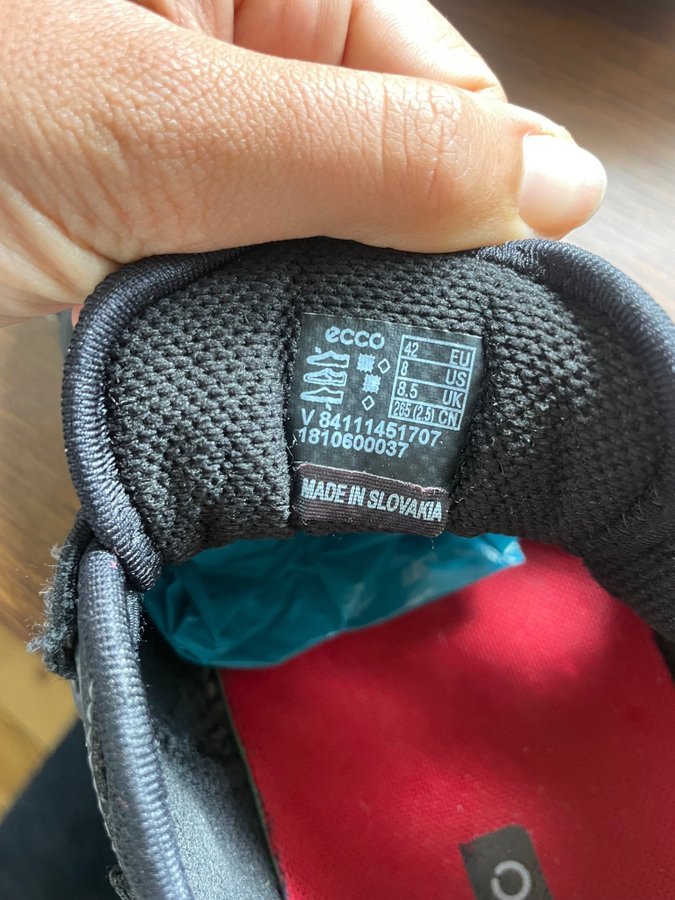 ecco
42 EU
8 US
8.5 UK
265 (2.5) CN
V 84111451707
1810600037
MADE IN SLOVAKIA